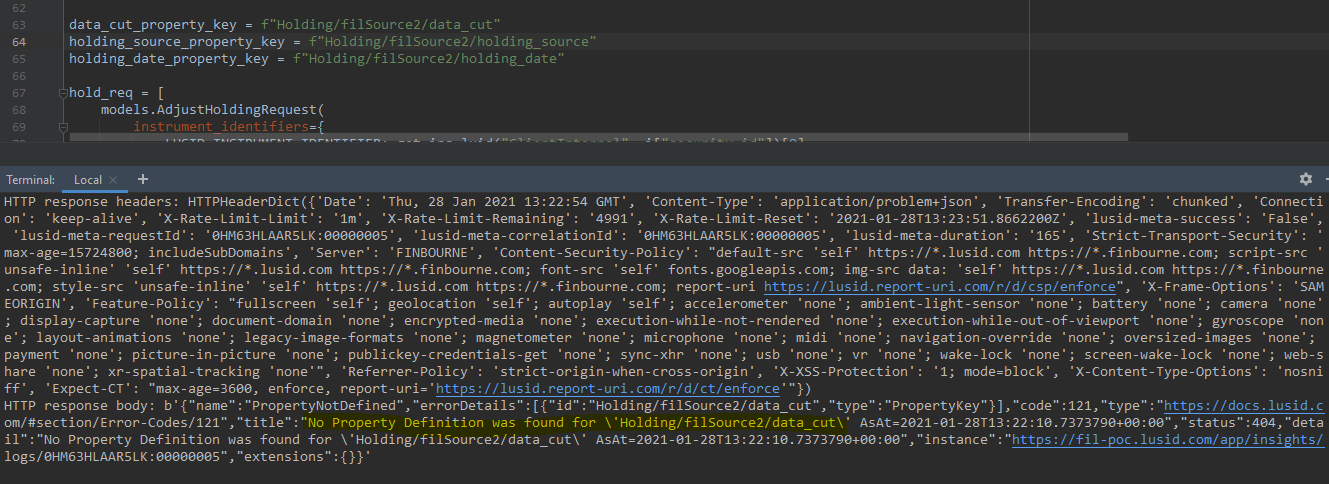 62
63 data_cut_property_key = f"Holding/filSource2/data_cut"
64 holding_source_property_key = f"Holding/filSource2/holding_source"
65 holding_date_property_key = f"Holding/filSource2/holding_date"
66
67 hold_req = [
68 models.AdjustHoldingRequest(
69 instrument_identifiers={
Terminal: Local × +
HTTP response headers: HTTPHeaderDict({'Date': 'Thu, 28 Jan 2021 13:22:54 GMT', 'Content-Type': 'application/problem+json', 'Transfer-Encoding': 'chunked', 'Connecti
on': 'keep-alive', 'X-Rate-Limit-Limit': '1m', 'X-Rate-Limit-Remaining': '4991', 'X-Rate-Limit-Reset': '2021-01-28T13:23:51.8662200Z', 'lusid-meta-success': 'False',
'lusid-meta-requestId': '0HM63HLAAR5LK:00000005', 'lusid-meta-correlationId': '0HM63HLAAR5LK:00000005', 'lusid-meta-duration': '165', 'Strict-Transport-Security': '
max-age=15724800; includeSubDomains', 'Server': 'FINBOURNE', 'Content-Security-Policy': "default-src 'self' https://*.lusid.com https://*.finbourne.com; script-src '
unsafe-inline' 'self' https://*.lusid.com https://*.finbourne.com; font-src 'self' fonts.googleapis.com; img-src data: 'self' https://*.lusid.com https://*.finbourne
.com; style-src 'unsafe-inline' 'self' https://*.lusid.com https://*.finbourne.com; report-uri https://lusid.report-uri.com/r/d/csp/enforce", 'X-Frame-Options': 'SAM
EORIGIN', 'Feature-Policy': "fullscreen 'self'; geolocation 'self'; autoplay 'self'; accelerometer 'none'; ambient-light-sensor 'none'; battery 'none'; camera 'none'
; display-capture 'none'; document-domain 'none'; encrypted-media 'none'; execution-while-not-rendered 'none'; execution-while-out-of-viewport 'none'; gyroscope 'non
e'; layout-animations 'none'; legacy-image-formats 'none'; magnetometer 'none'; microphone 'none'; midi 'none'; navigation-override 'none'; oversized-images 'none';
payment 'none'; picture-in-picture 'none'; publickey-credentials-get 'none'; sync-xhr 'none'; usb 'none'; vr 'none'; wake-lock 'none'; screen-wake-lock 'none'; web-s
hare 'none'; xr-spatial-tracking 'none'", 'Referrer-Policy': 'strict-origin-when-cross-origin', 'X-XSS-Protection': '1; mode=block', 'X-Content-Type-Options': 'nosni
ff', 'Expect-CT': "max-age=3600, enforce, report-uri='https://lusid.report-uri.com/r/d/ct/enforce'"})
HTTP response body: b'{"name":"PropertyNotDefined","errorDetails":[{"id":"Holding/filSource2/data_cut","type":"PropertyKey"}],"code":121,"type":"https://docs.lusid.c
om/#section/Error-Codes/121","title":"No Property Definition was found for \'Holding/filSource2/data_cut\' AsAt=2021-01-28T13:22:10.7373790+00:00","status":404,"deta
il":"No Property Definition was found for \'Holding/filSource2/data_cut\' AsAt=2021-01-28T13:22:10.7373790+00:00","instance":"https://fil-poc.lusid.com/app/insights/
logs/0HM63HLAAR5LK:00000005","extensions":{}}'